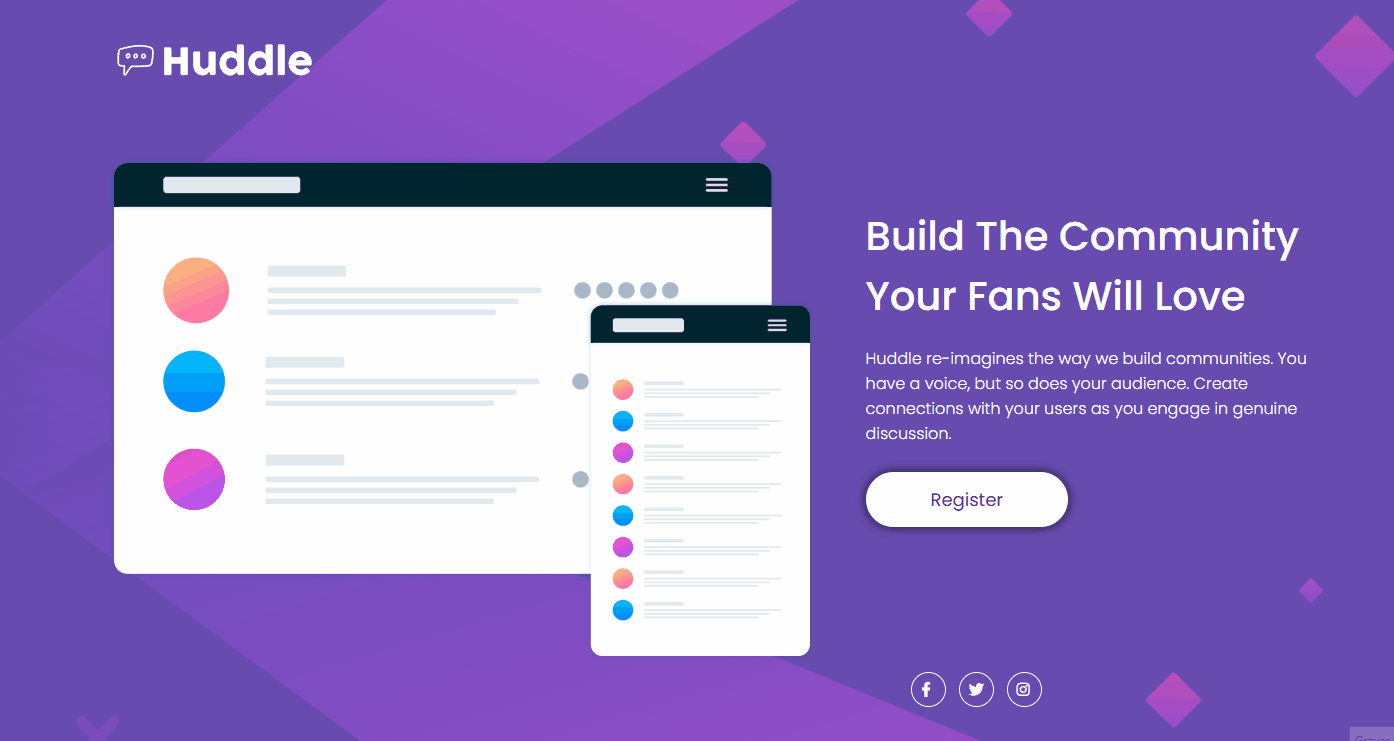 Huddle
Build The Community
Your Fans Will Love
Huddle re-imagines the way we build communities. You
have a voice, but so does your audience. Create
connections with your users as you engage in genuine
discussion.
Register